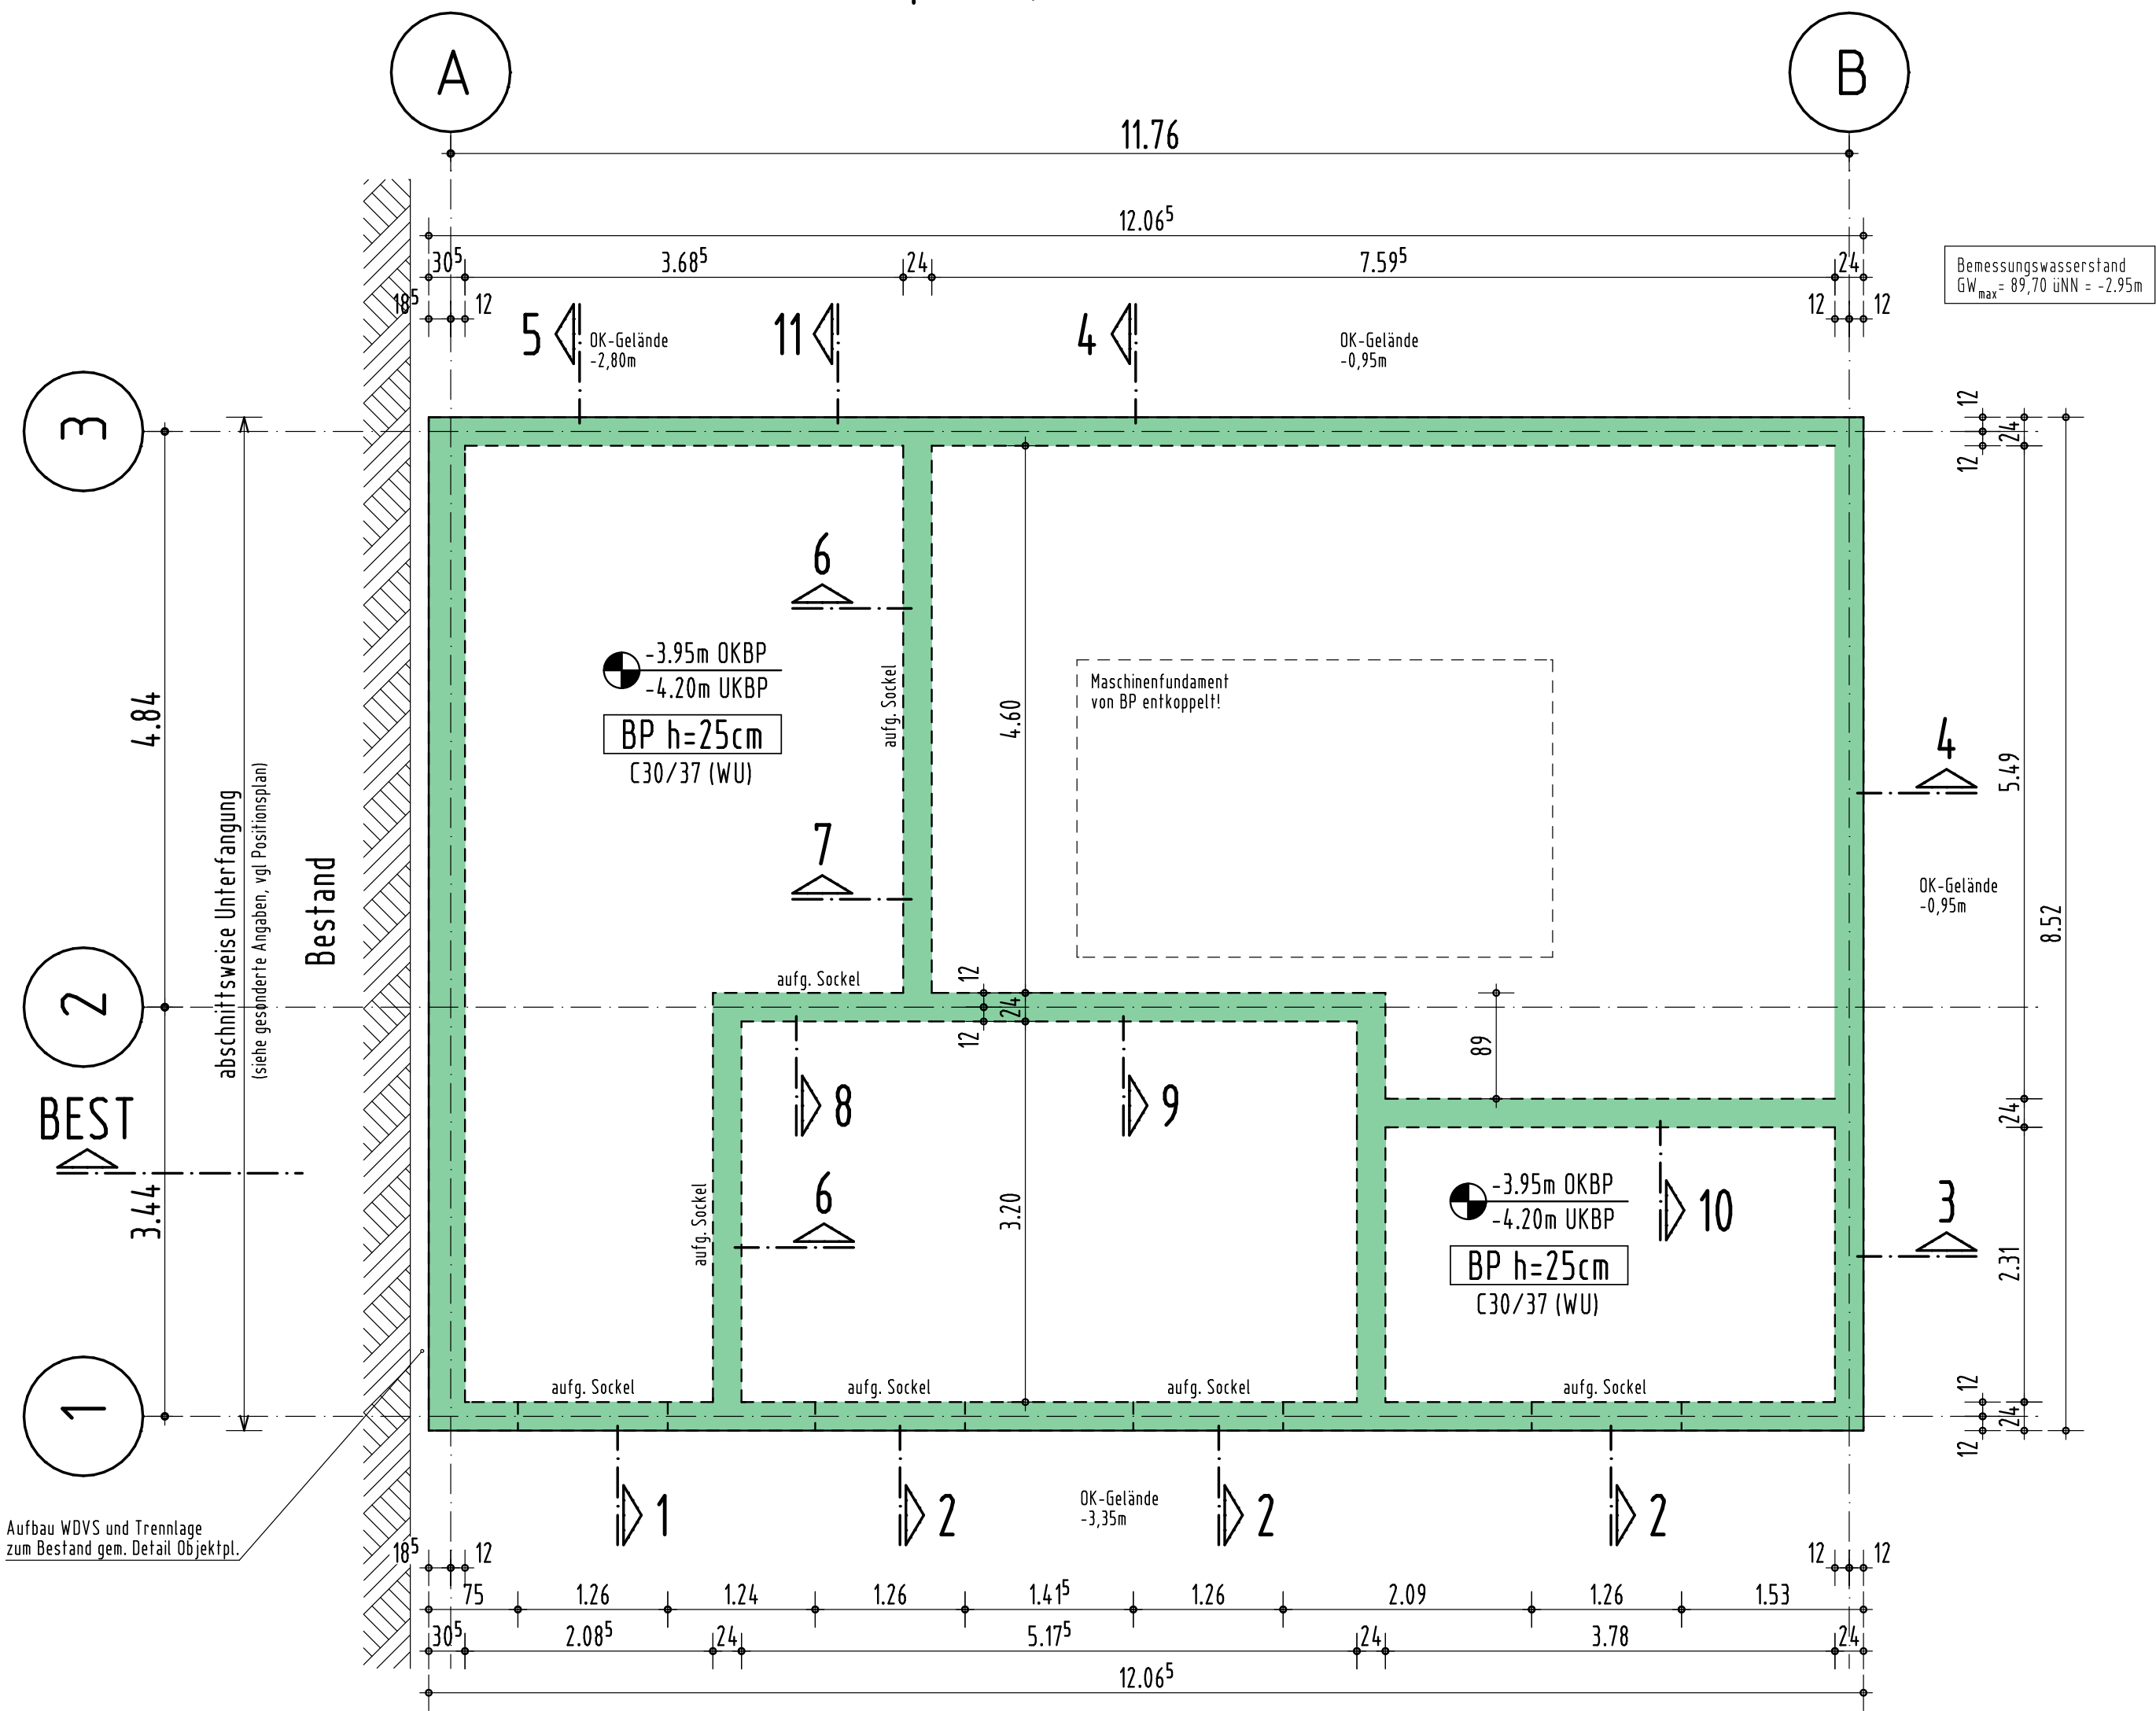 A
B
11.76
12.06⁵
30⁵
3.68⁵
24
7.59⁵
24
18⁵
12
12
12
Bemessungswasserstand
GWmax= 89,70 üNN = -2.95m
5
OK-Gelände
-2,80m
11
4
OK-Gelände
-0,95m
3
12
24
12
6
-3.95m OKBP
-4.20m UKBP
BP h=25cm
C30/37 (WU)
aufg. Sockel
4.60
Maschinenfundament
von BP entkoppelt!
4.84
4
5.49
abschnittsweise Unterfangung
(siehe gesonderte Angaben, vgl Positionsplan)
Bestand
7
OK-Gelände
-0,95m
8.52
2
aufg. Sockel
12
24
12
89
BEST
8
9
24
3.44
aufg. Sockel
6
3.20
-3.95m OKBP
-4.20m UKBP
BP h=25cm
C30/37 (WU)
10
3
2.31
1
aufg. Sockel
aufg. Sockel
aufg. Sockel
aufg. Sockel
12
24
12
1
2
OK-Gelände
-3,35m
2
2
Aufbau WDVS und Trennlage
zum Bestand gem. Detail Objektpl.
18⁵
12
12
12
75
1.26
1.24
1.26
1.41⁵
1.26
2.09
1.26
1.53
30⁵
2.08⁵
24
5.17⁵
24
3.78
24
12.06⁵